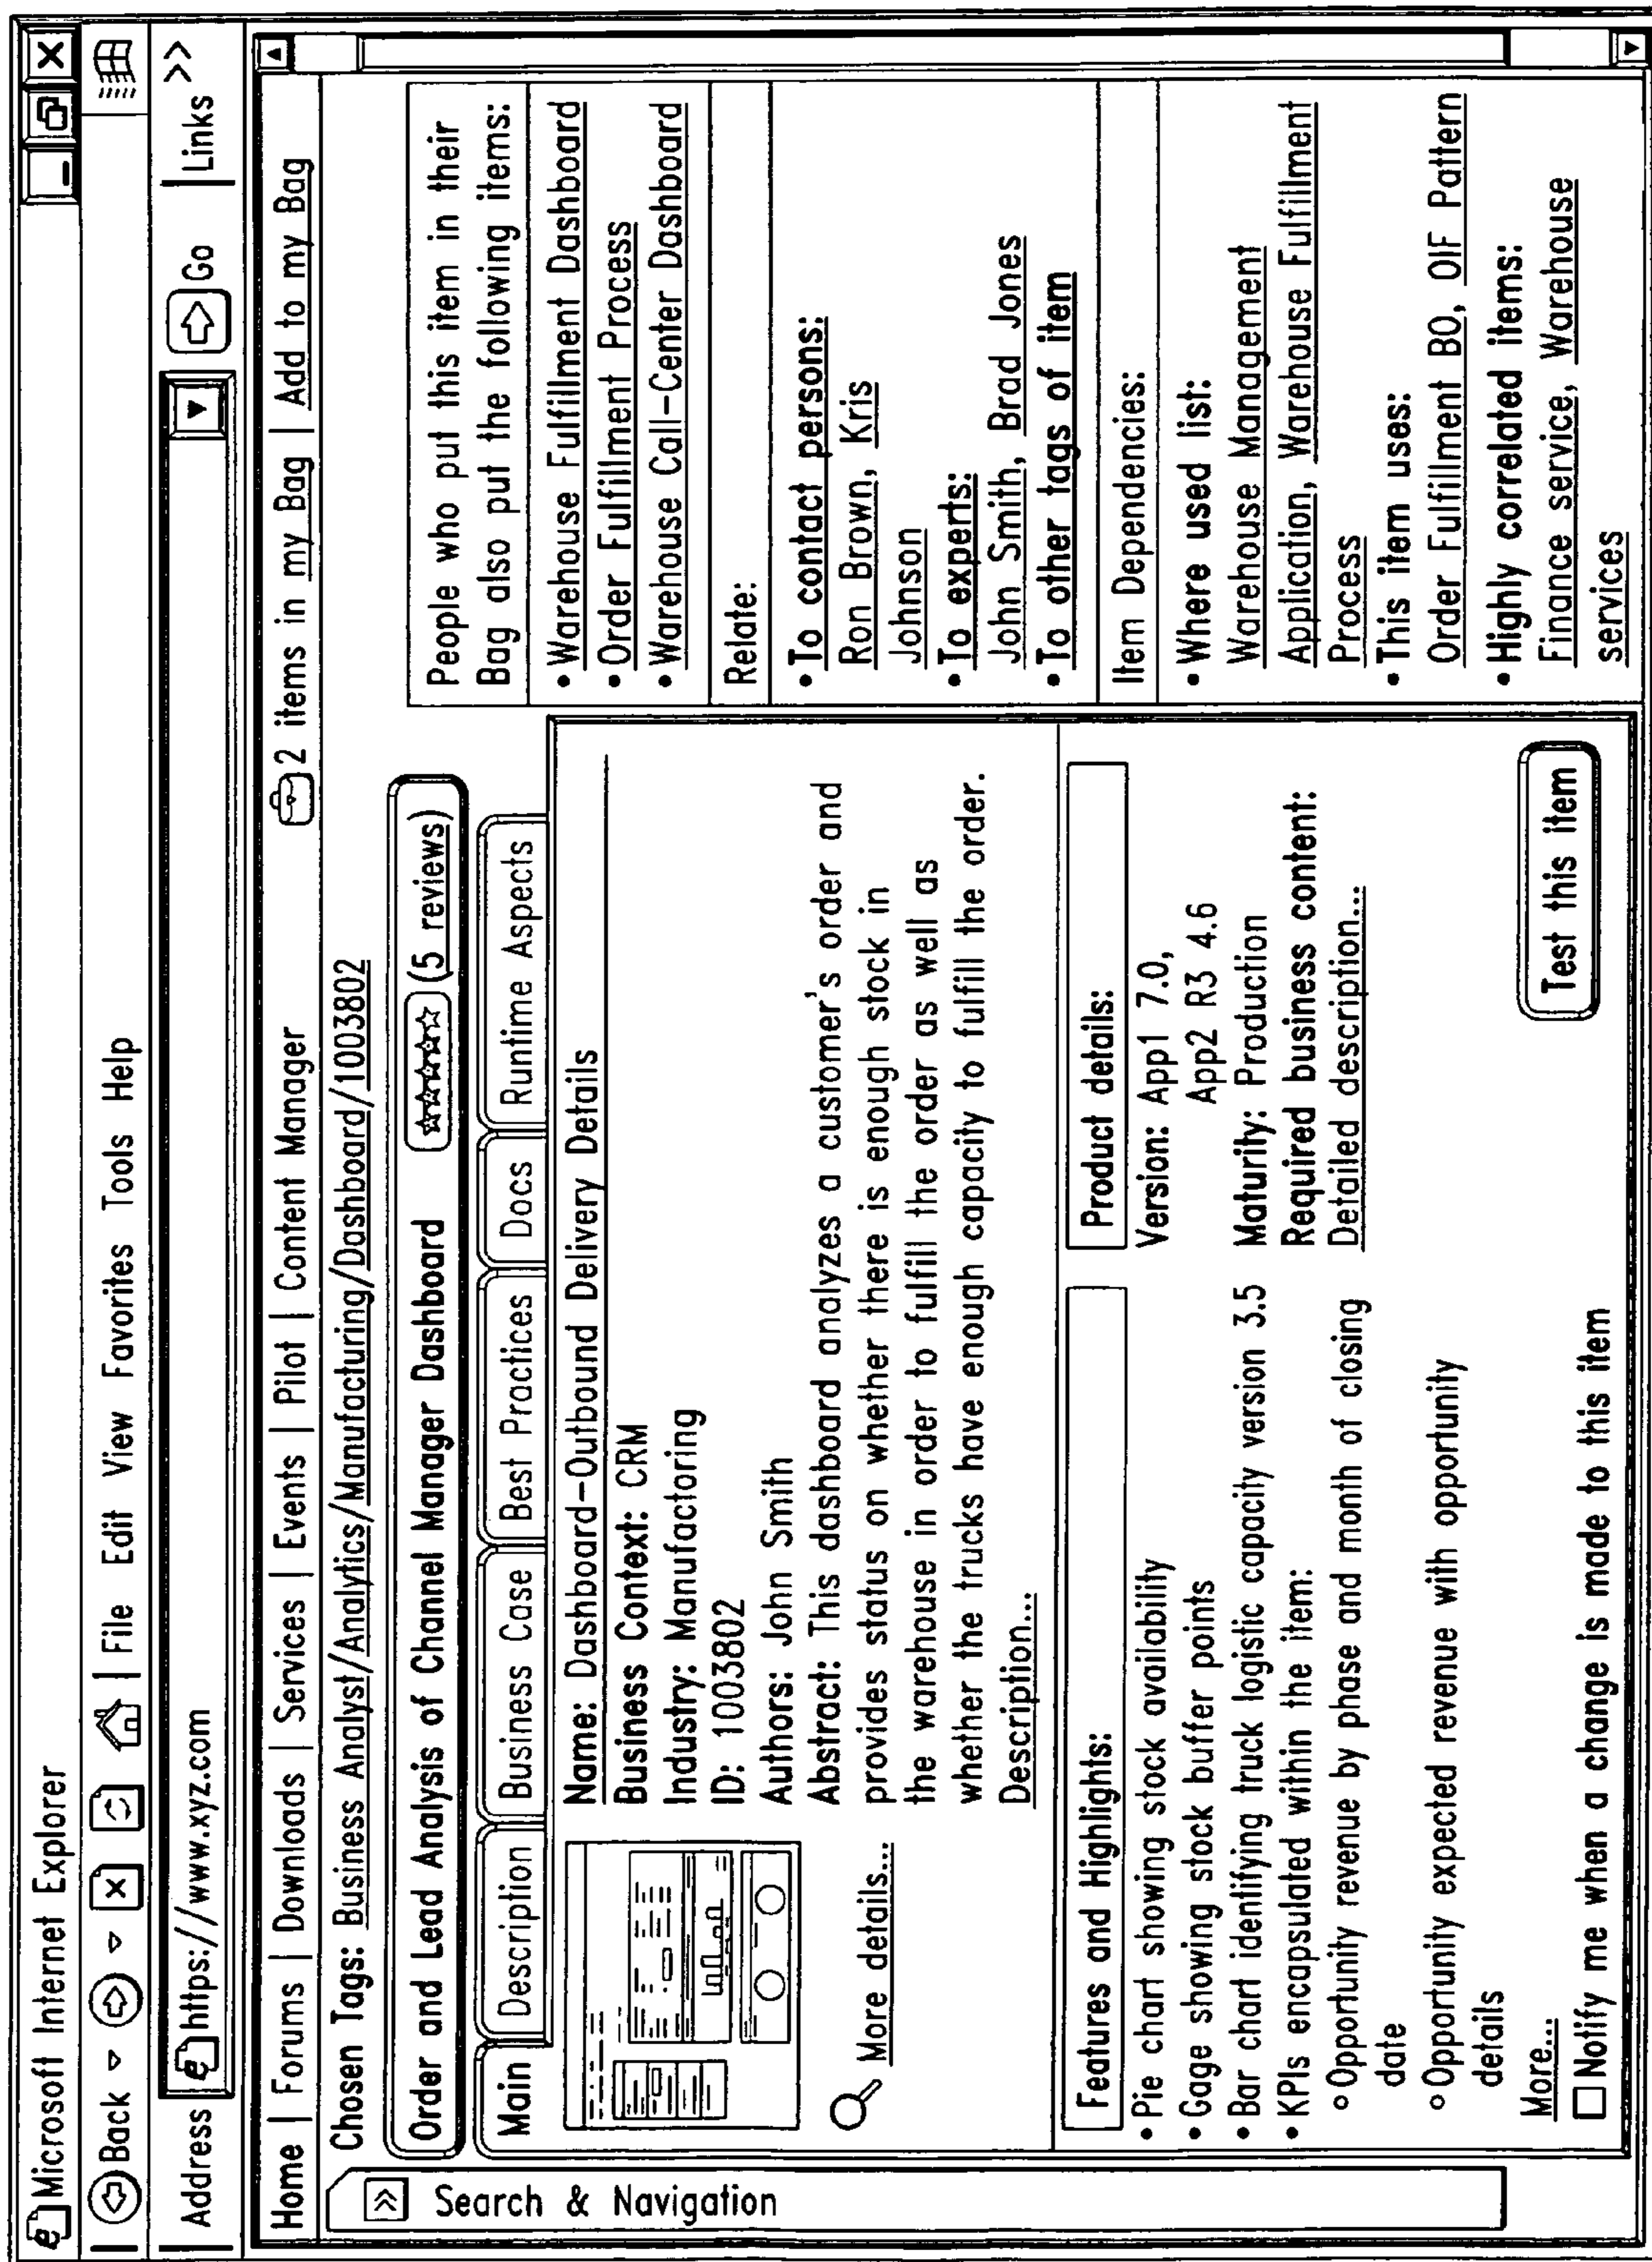 Microsoft Internet Explorer
Back
File Edit View Favorites Tools Help
Address https://www.xyz.com Go Links >>
Home | Forums | Downloads | Services | Events | Pilot | Content Manager 2 items in my Bag | Add to my Bag
Search & Navigation
Chosen Tags: Business Analyst/Analytics/Manufacturing/Dashboard/1003802
Order and Lead Analysis of Channel Manager Dashboard (5 reviews)
Main Description Business Case Best Practices Docs Runtime Aspects
More details...
Name: Dashboard-Outbound Delivery Details
Business Context: CRM
Industry: Manufactoring
ID: 1003802
Authors: John Smith
Abstract: This dashboard analyzes a customer's order and
provides status on whether there is enough stock in
the warehouse in order to fulfill the order as well as
whether the trucks have enough capacity to fulfill the order.
Description...
Features and Highlights:
• Pie chart showing stock availability
• Gage showing stock buffer points
• Bar chart identifying truck logistic capacity version 3.5
• KPIs encapsulated within the item:
○ Opportunity revenue by phase and month of closing
date
○ Opportunity expected revenue with opportunity
details
More...
Notify me when a change is made to this item
Product details:
Version: App1 7.0,
App2 R3 4.6
Maturity: Production
Required business content:
Detailed description...
Test this item
People who put this item in their
Bag also put the following items:
• Warehouse Fulfillment Dashboard
• Order Fulfillment Process
• Warehouse Call-Center Dashboard
Relate:
• To contact persons:
Ron Brown, Kris
Johnson
• To experts:
John Smith, Brad Jones
• To other tags of item
Item Dependencies:
• Where used list:
Warehouse Management
Application, Warehouse Fulfillment
Process
• This item uses:
Order Fulfillment BO, OIF Pattern
• Highly correlated items:
Finance service, Warehouse
services